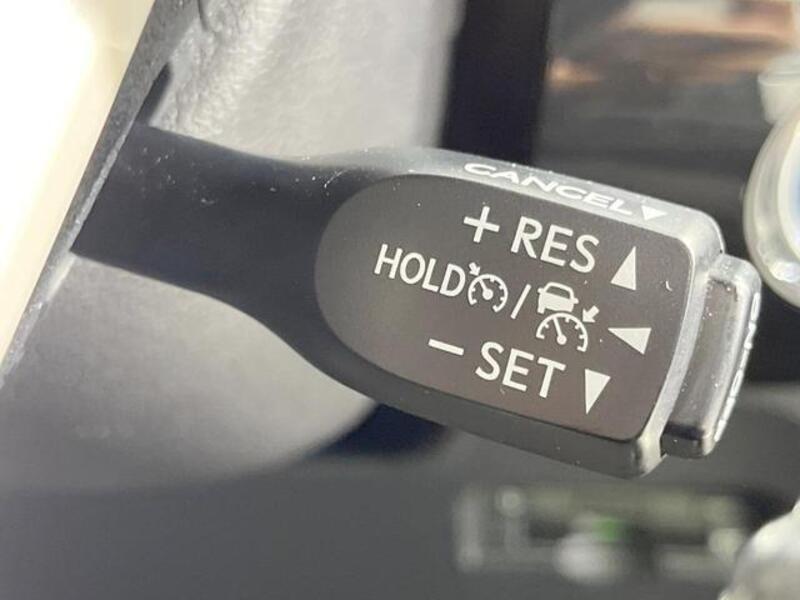 CANCEL▼
+ RES ▲
HOLD / ◀
- SET ▼